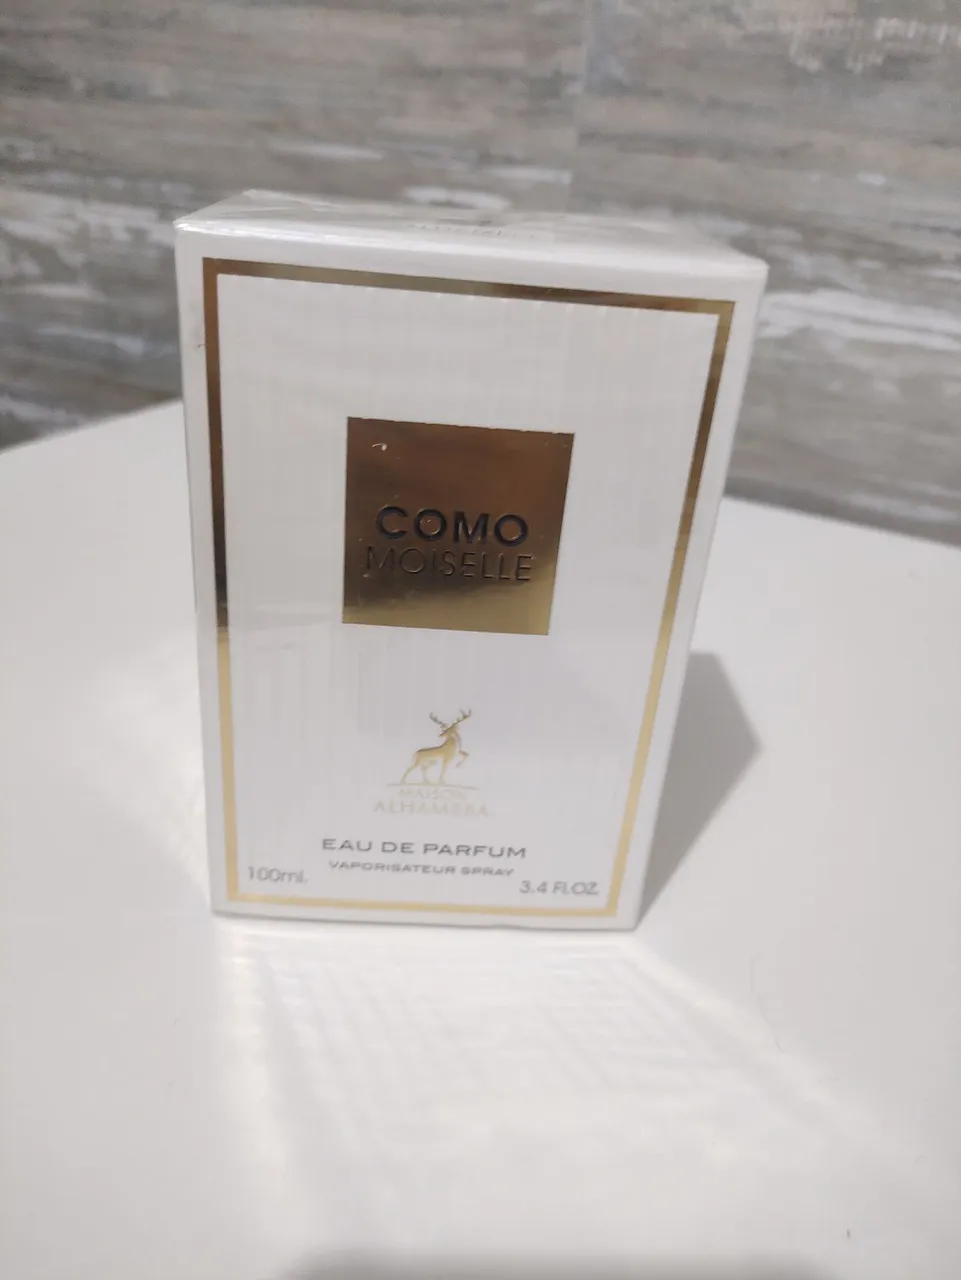 COMO
MOISELLE
MAISON
ALHAMBRA
EAU DE PARFUM
VAPORISATEUR SPRAY
100ml.
3.4 FL.OZ.